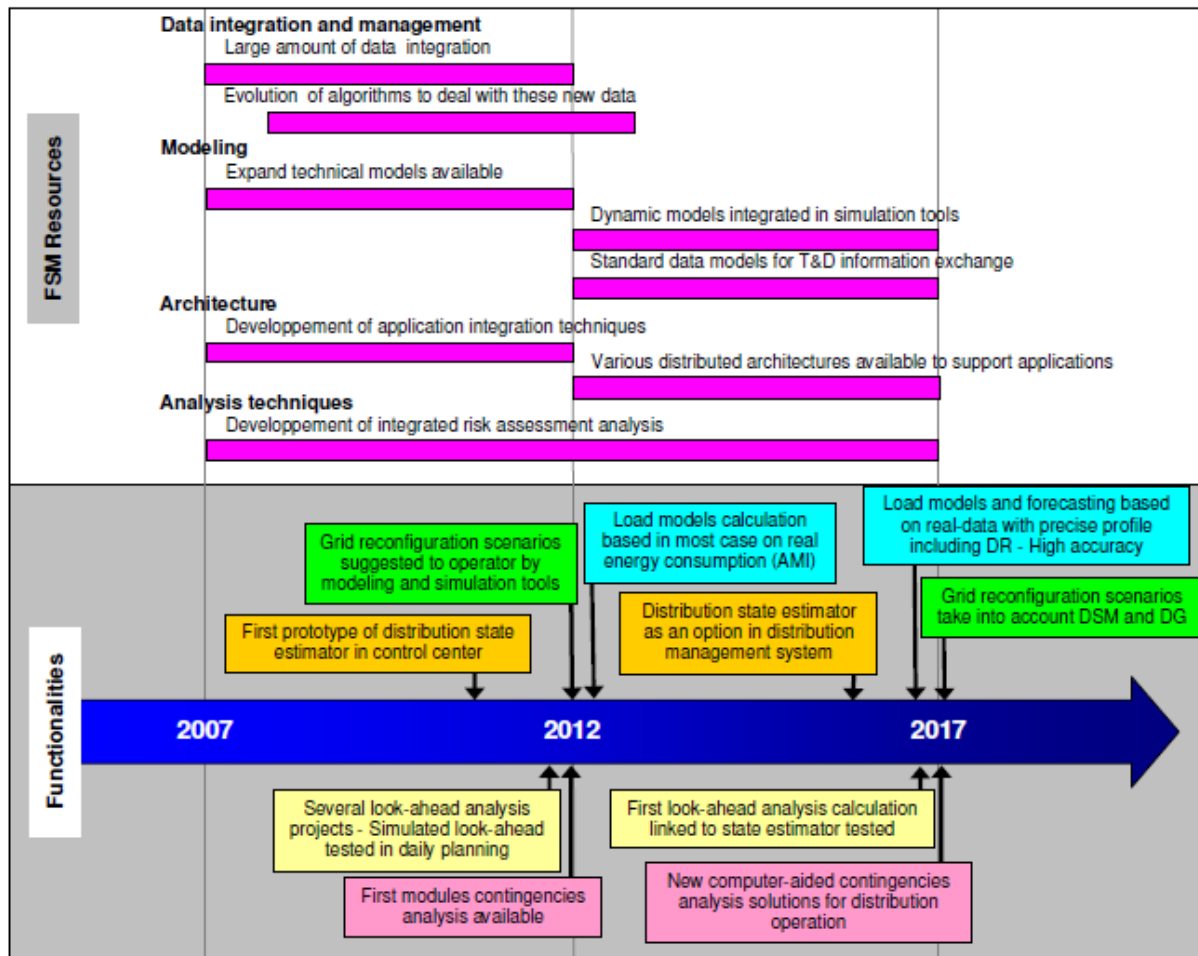 FSM Resources
Data integration and management
Large amount of data integration
Evolution of algorithms to deal with these new data
Modeling
Expand technical models available
Dynamic models integrated in simulation tools
Standard data models for T&D information exchange
Architecture
Developpement of application integration techniques
Various distributed architectures available to support applications
Analysis techniques
Developpement of integrated risk assessment analysis
Functionalities
Grid reconfiguration scenarios
suggested to operator by
modeling and simulation tools
Load models calculation
based in most case on real
energy consumption (AMI)
Load models and forecasting based
on real-data with precise profile
including DR - High accuracy
First prototype of distribution state
estimator in control center
Distribution state estimator
as an option in distribution
management system
Grid reconfiguration scenarios
take into account DSM and DG
2007
2012
2017
Several look-ahead analysis
projects - Simulated look-ahead
tested in daily planning
First look-ahead analysis calculation
linked to state estimator tested
First modules contingencies
analysis available
New computer-aided contingencies
analysis solutions for distribution
operation